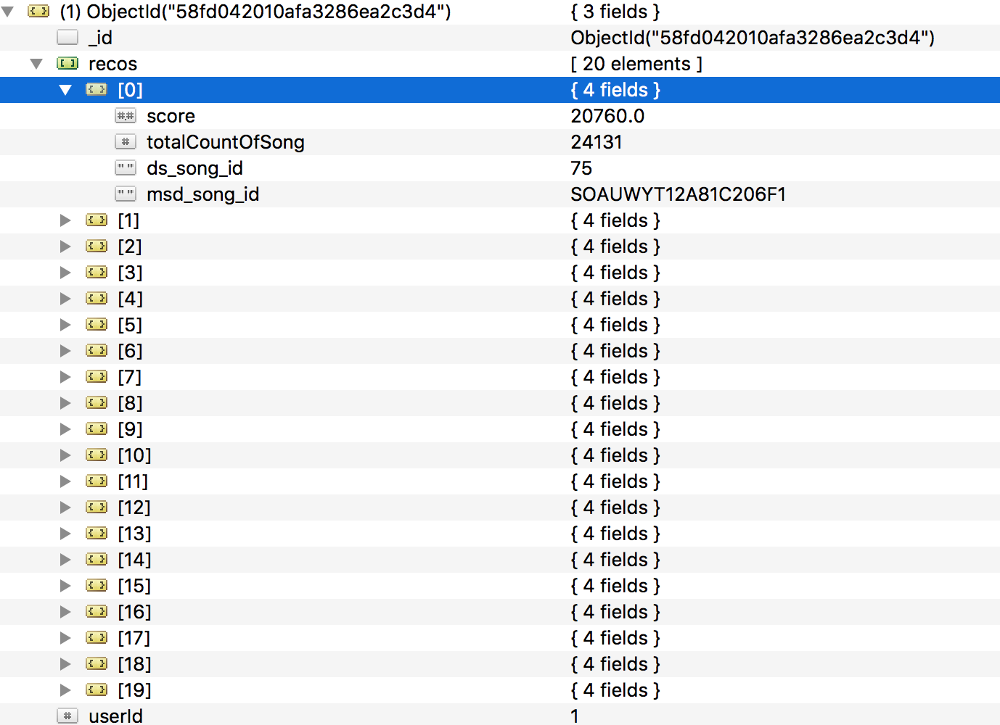 (1) ObjectId("58fd042010afa3286ea2c3d4") { 3 fields }
_id ObjectId("58fd042010afa3286ea2c3d4")
recos [ 20 elements ]
[0] { 4 fields }
score 20760.0
totalCountOfSong 24131
ds_song_id 75
msd_song_id SOAUWYT12A81C206F1
[1] { 4 fields }
[2] { 4 fields }
[3] { 4 fields }
[4] { 4 fields }
[5] { 4 fields }
[6] { 4 fields }
[7] { 4 fields }
[8] { 4 fields }
[9] { 4 fields }
[10] { 4 fields }
[11] { 4 fields }
[12] { 4 fields }
[13] { 4 fields }
[14] { 4 fields }
[15] { 4 fields }
[16] { 4 fields }
[17] { 4 fields }
[18] { 4 fields }
[19] { 4 fields }
userId 1